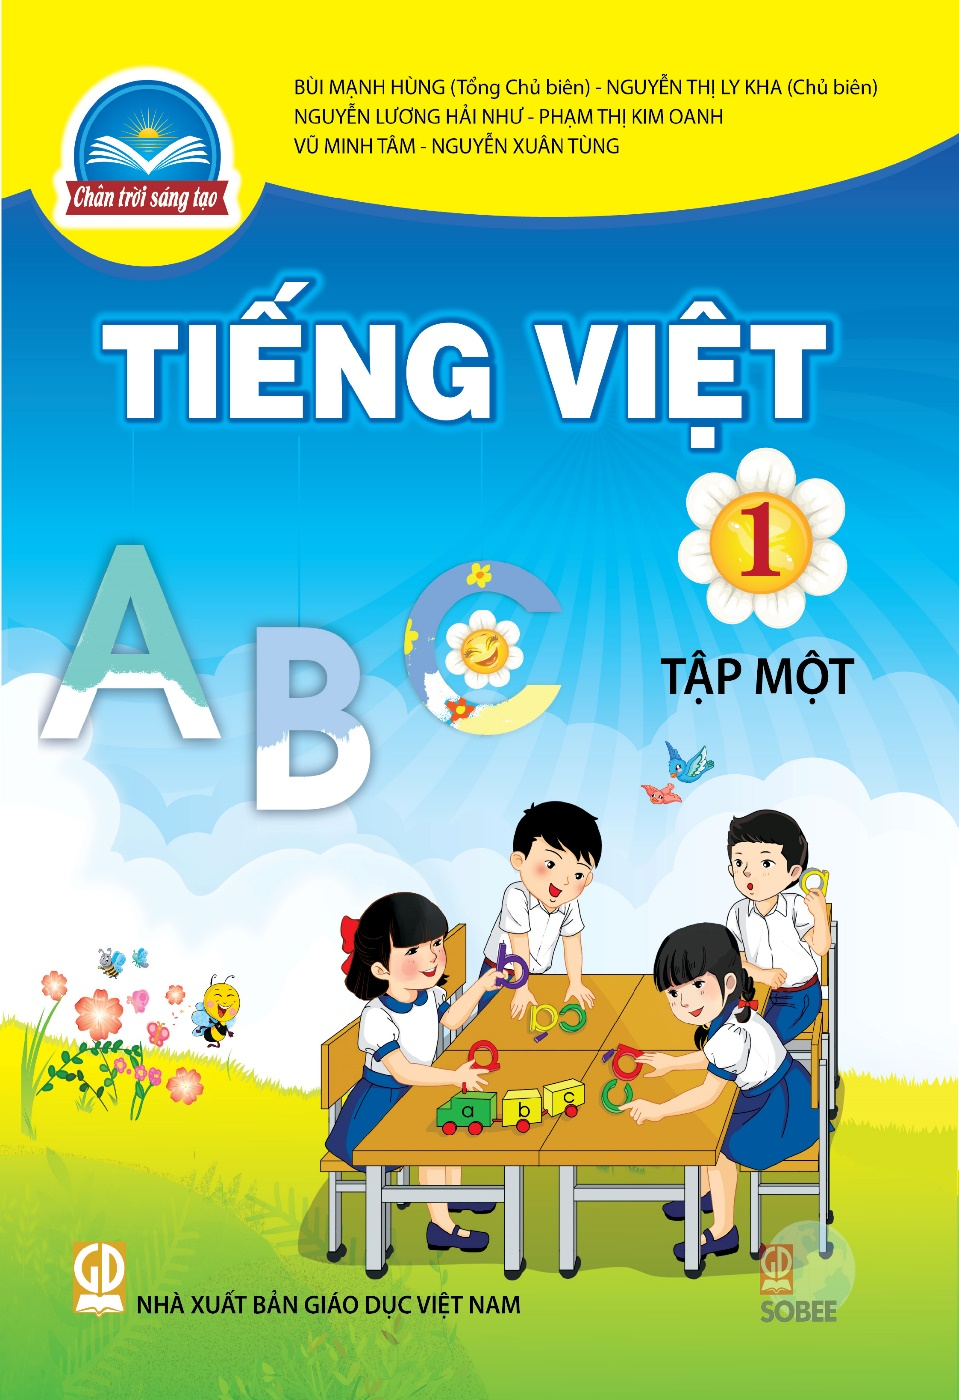 BÙI MẠNH HÙNG (Tổng Chủ biên) - NGUYỄN THỊ LY KHA (Chủ biên)
NGUYỄN LƯƠNG HẢI NHƯ - PHẠM THỊ KIM OANH
VŨ MINH TÂM - NGUYỄN XUÂN TÙNG
Chân trời sáng tạo
TIẾNG VIỆT
1
TẬP MỘT
A B C
a
b
a c
a
a
c
a b c
GD
NHÀ XUẤT BẢN GIÁO DỤC VIỆT NAM
GD
SOBEE